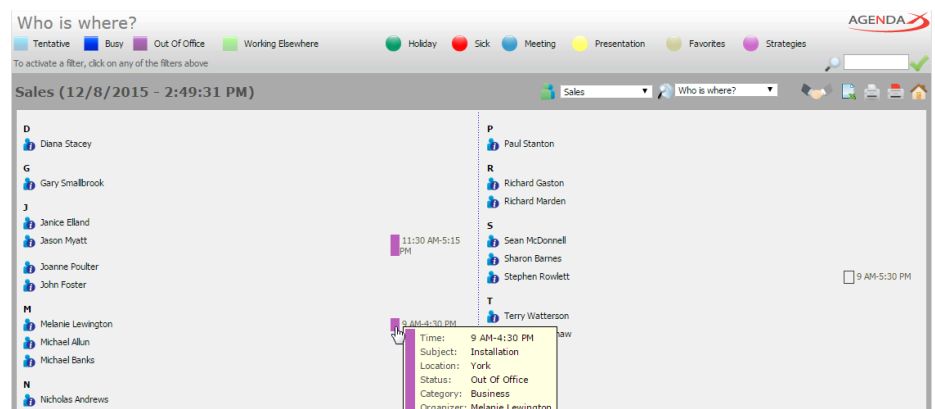 Who is where?
AGENDAX
Tentative Busy Out Of Office Working Elsewhere Holiday Sick Meeting Presentation Favorites Strategies
To activate a filter, click on any of the filters above
Sales (12/8/2015 - 2:49:31 PM) Sales Who is where?
D
Diana Stacey
G
Gary Smallbrook
J
Janice Elland
Jason Myatt 11:30 AM-5:15
PM
Joanne Poulter
John Foster
M
Melanie Lewington 9 AM-4:30 PM
Michael Allun
Michael Banks
N
Nicholas Andrews
P
Paul Stanton
R
Richard Gaston
Richard Marden
S
Sean McDonnell
Sharon Barnes
Stephen Rowlett 9 AM-5:30 PM
T
Terry Watterson
Time: 9 AM-4:30 PM
Subject: Installation
Location: York
Status: Out Of Office
Category: Business
Organizer: Melanie Lewington